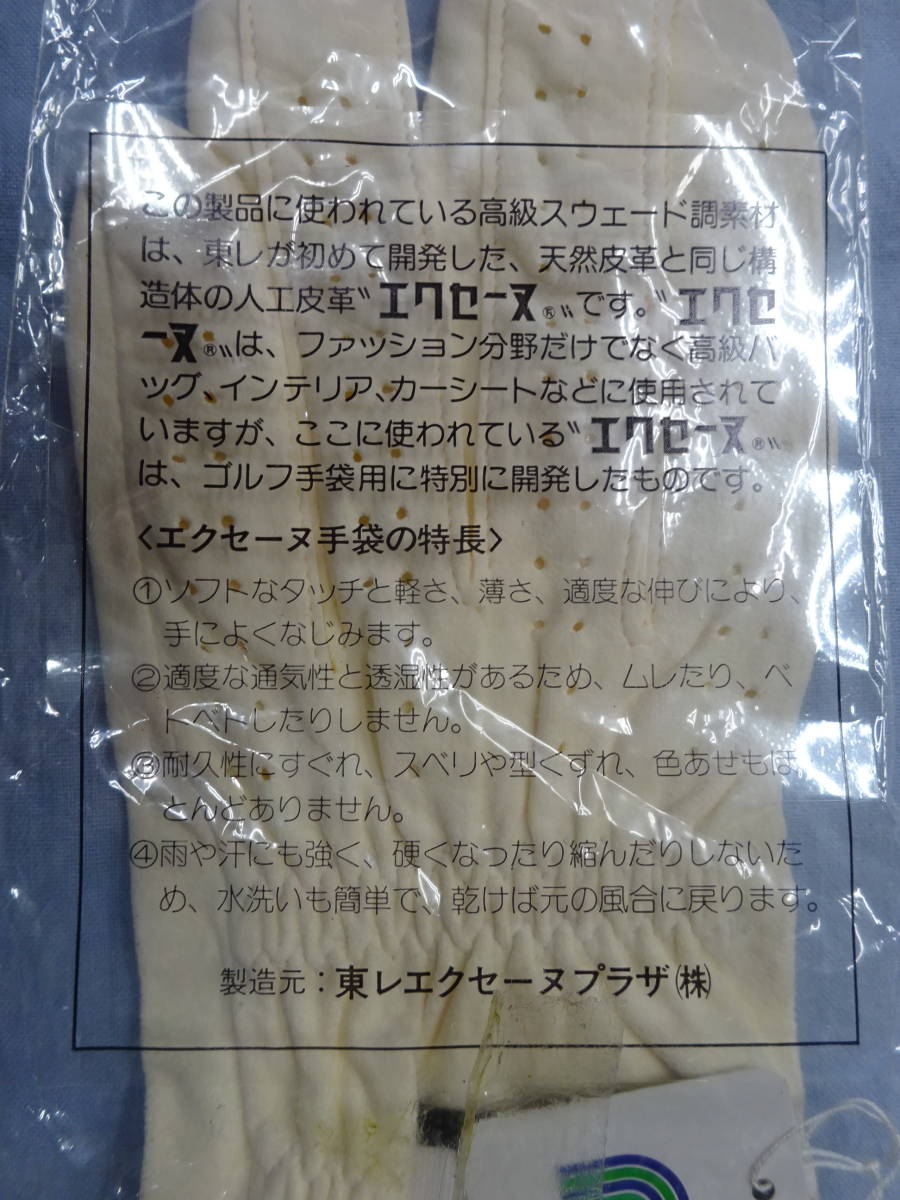 この製品に使われている高級スウェード調素材
は、東レが初めて開発した、天然皮革と同じ構
造体の人工皮革〝エクセーヌ®〟です。〝エクセ
ーヌ®〟は、ファッション分野だけでなく高級バ
ッグ、インテリア、カーシートなどに使用されて
いますが、ここに使われている〝エクセーヌ®〟
は、ゴルフ手袋用に特別に開発したものです。
〈エクセーヌ手袋の特長〉
①ソフトなタッチと軽さ、薄さ、適度な伸びにより、
手によくなじみます。
②適度な通気性と透湿性があるため、ムレたり、ベ
トベトしたりしません。
③耐久性にすぐれ、スベリや型くずれ、色あせもほ
とんどありません。
④雨や汗にも強く、硬くなったり縮んだりしないた
め、水洗いも簡単で、乾けば元の風合に戻ります。
製造元：東レエクセーヌプラザ(株)